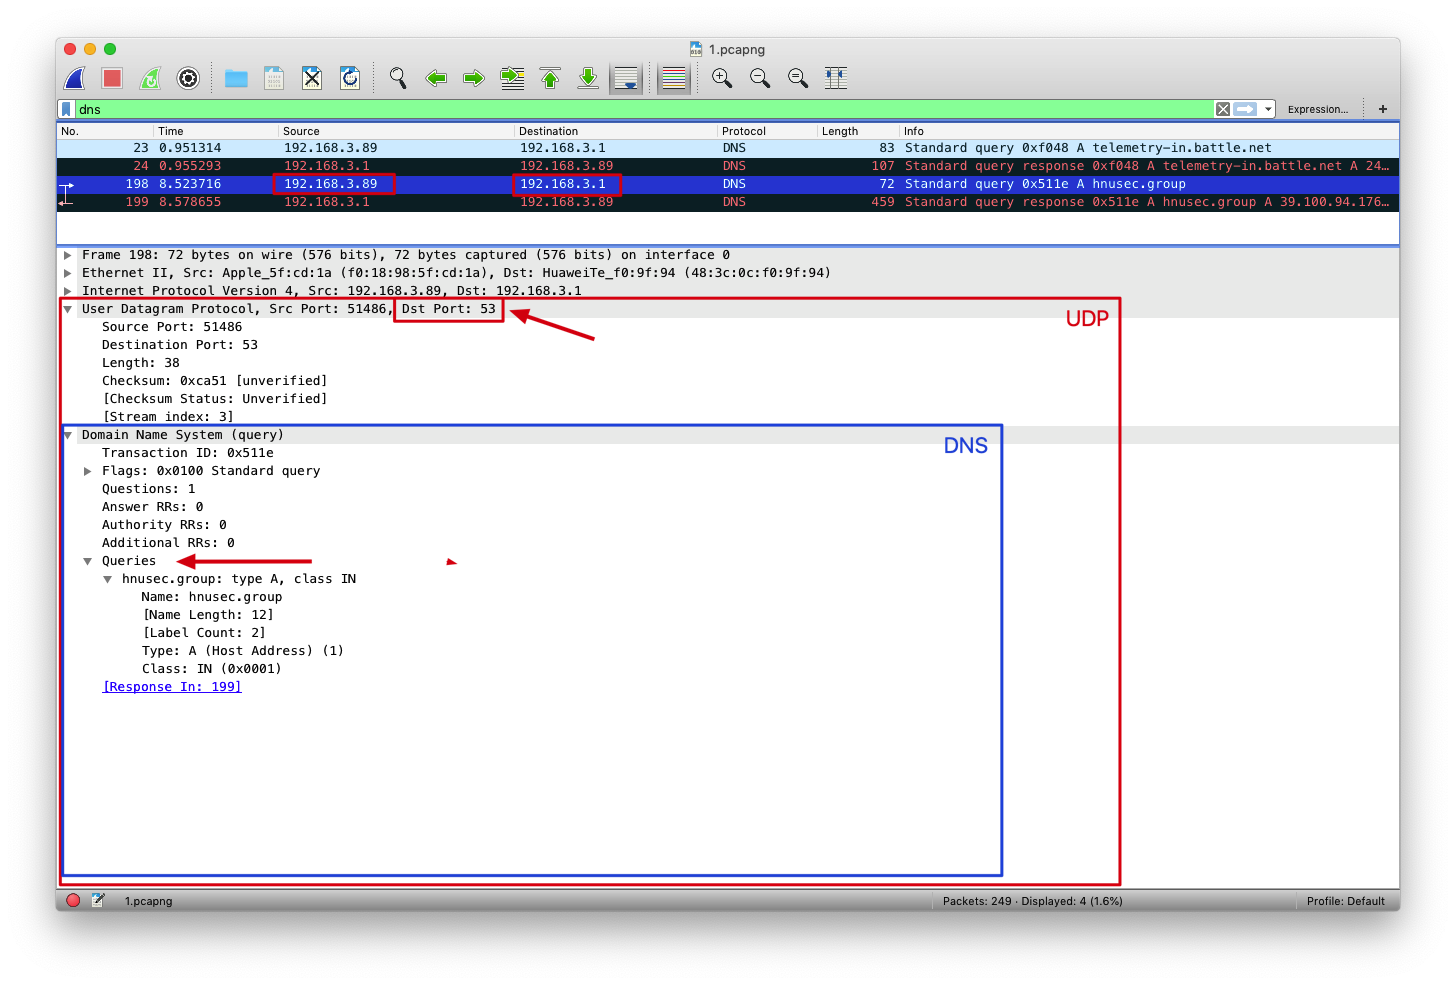 1.pcapng
dns
Expression...
+
No. Time Source Destination Protocol Length Info
23 0.951314 192.168.3.89 192.168.3.1 DNS 83 Standard query 0xf048 A telemetry-in.battle.net
24 0.955293 192.168.3.1 192.168.3.89 DNS 107 Standard query response 0xf048 A telemetry-in.battle.net A 24…
198 8.523716 192.168.3.89 192.168.3.1 DNS 72 Standard query 0x511e A hnusec.group
199 8.578655 192.168.3.1 192.168.3.89 DNS 459 Standard query response 0x511e A hnusec.group A 39.100.94.176…
Frame 198: 72 bytes on wire (576 bits), 72 bytes captured (576 bits) on interface 0
Ethernet II, Src: Apple_5f:cd:1a (f0:18:98:5f:cd:1a), Dst: HuaweiTe_f0:9f:94 (48:3c:0c:f0:9f:94)
Internet Protocol Version 4, Src: 192.168.3.89, Dst: 192.168.3.1
User Datagram Protocol, Src Port: 51486, Dst Port: 53
UDP
Source Port: 51486
Destination Port: 53
Length: 38
Checksum: 0xca51 [unverified]
[Checksum Status: Unverified]
[Stream index: 3]
Domain Name System (query)
DNS
Transaction ID: 0x511e
Flags: 0x0100 Standard query
Questions: 1
Answer RRs: 0
Authority RRs: 0
Additional RRs: 0
Queries
hnusec.group: type A, class IN
Name: hnusec.group
[Name Length: 12]
[Label Count: 2]
Type: A (Host Address) (1)
Class: IN (0x0001)
[Response In: 199]
1.pcapng
Packets: 249 · Displayed: 4 (1.6%)
Profile: Default